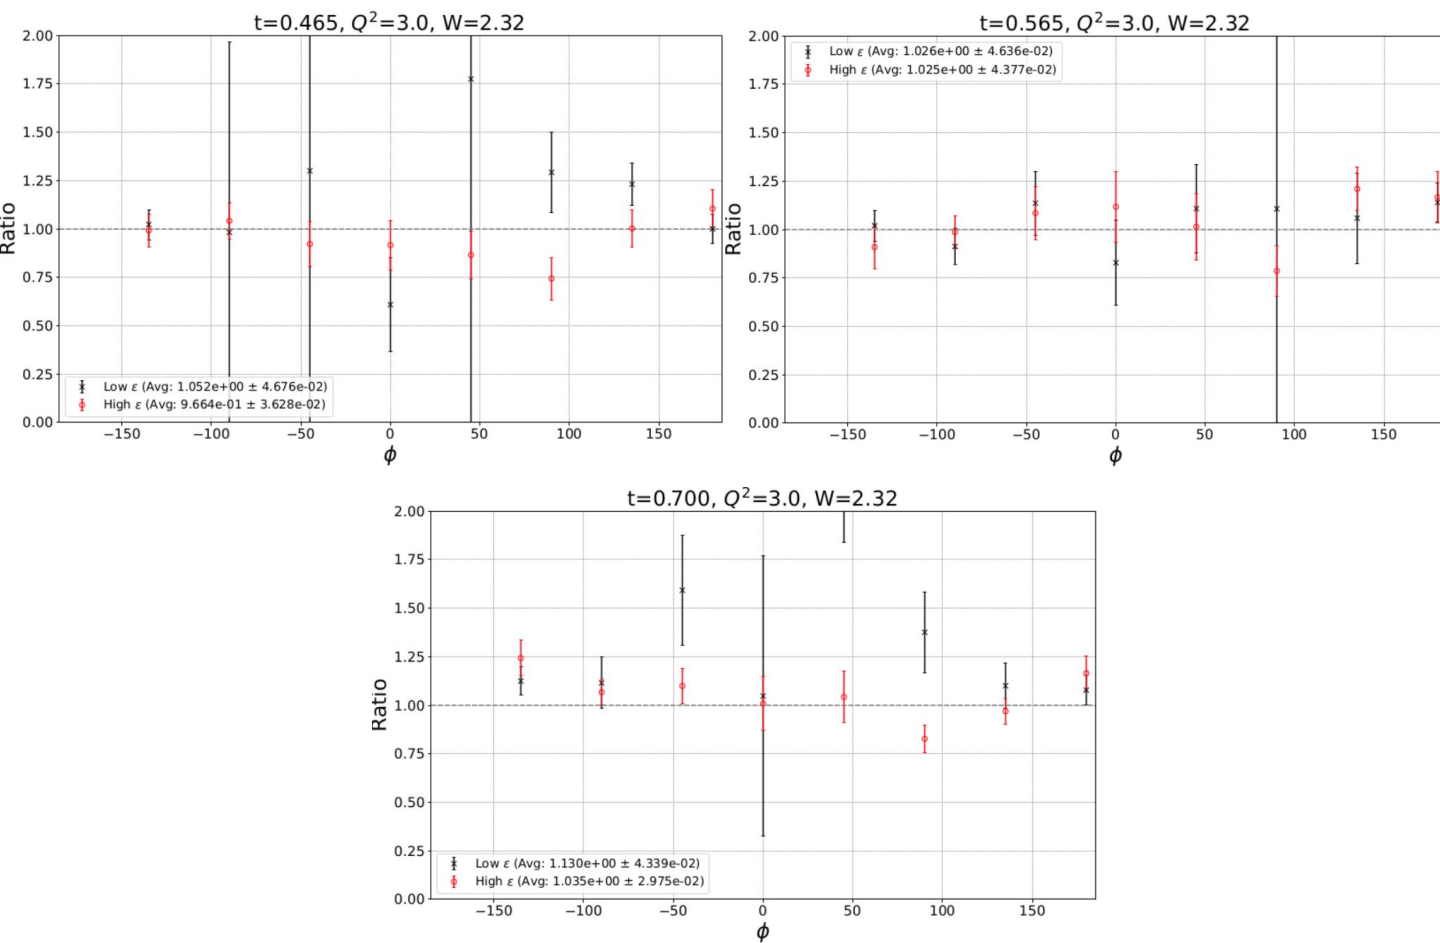 t=0.465, Q²=3.0, W=2.32
2.00
1.75
1.50
1.25
1.00
0.75
0.50
0.25
0.00
Ratio
Low ε (Avg: 1.052e+00 ± 4.676e-02)
High ε (Avg: 9.664e-01 ± 3.628e-02)
−150 −100 −50 0 50 100 150
ϕ
t=0.565, Q²=3.0, W=2.32
2.00
1.75
1.50
1.25
1.00
0.75
0.50
0.25
0.00
Ratio
Low ε (Avg: 1.026e+00 ± 4.636e-02)
High ε (Avg: 1.025e+00 ± 4.377e-02)
−150 −100 −50 0 50 100 150
ϕ
t=0.700, Q²=3.0, W=2.32
2.00
1.75
1.50
1.25
1.00
0.75
0.50
0.25
0.00
Ratio
Low ε (Avg: 1.130e+00 ± 4.339e-02)
High ε (Avg: 1.035e+00 ± 2.975e-02)
−150 −100 −50 0 50 100 150
ϕ